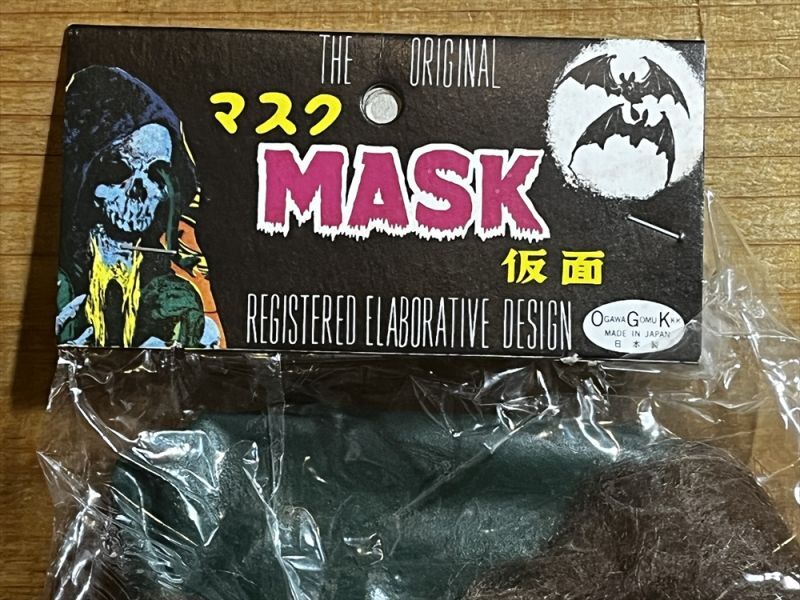 THE ORIGINAL
マスク
MASK
仮面
REGISTERED ELABORATIVE DESIGN
OGAWA GOMU K.K
MADE IN JAPAN
日本製